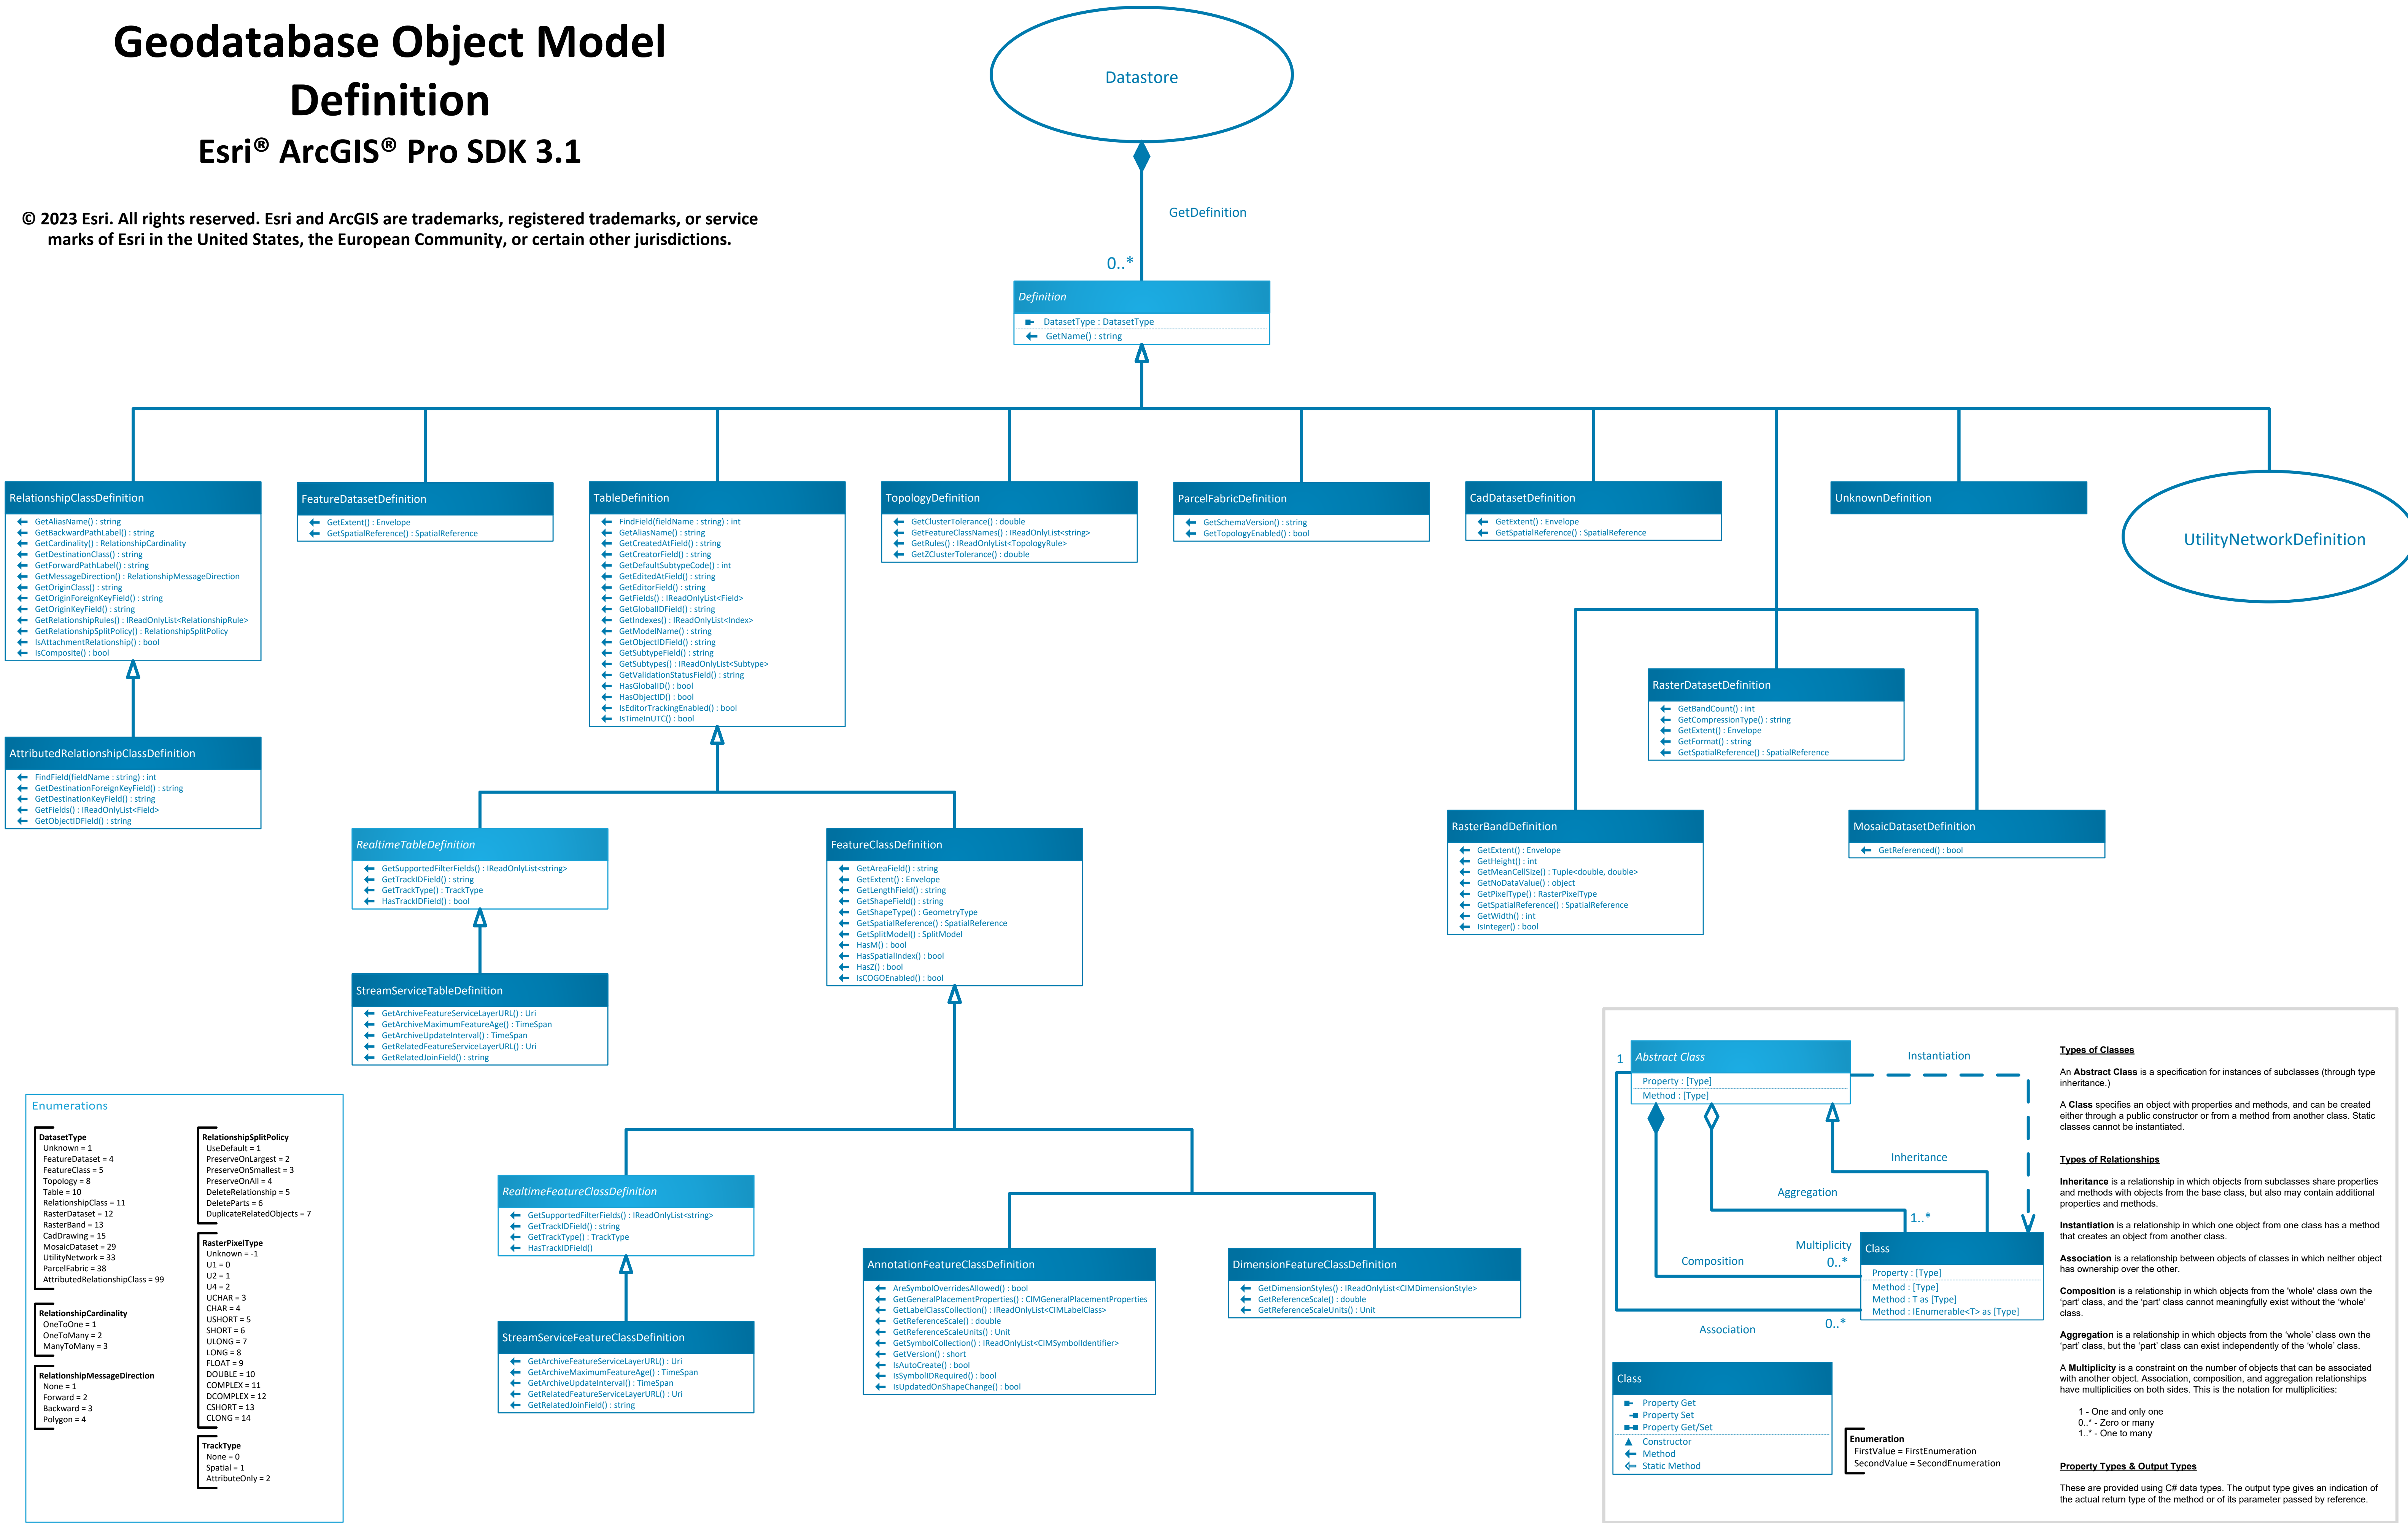 Geodatabase Object Model
Definition
Esri® ArcGIS® Pro SDK 3.1
© 2023 Esri. All rights reserved. Esri and ArcGIS are trademarks, registered trademarks, or service
marks of Esri in the United States, the European Community, or certain other jurisdictions.
Datastore
GetDefinition
0..*
Definition
DatasetType : DatasetType
GetName() : string
RelationshipClassDefinition
GetAliasName() : string
GetBackwardPathLabel() : string
GetCardinality() : RelationshipCardinality
GetDestinationClass() : string
GetForwardPathLabel() : string
GetMessageDirection() : RelationshipMessageDirection
GetOriginClass() : string
GetOriginForeignKeyField() : string
GetOriginKeyField() : string
GetRelationshipRules() : IReadOnlyList<RelationshipRule>
GetRelationshipSplitPolicy() : RelationshipSplitPolicy
IsAttachmentRelationship() : bool
IsComposite() : bool
FeatureDatasetDefinition
GetExtent() : Envelope
GetSpatialReference() : SpatialReference
TableDefinition
FindField(fieldName : string) : int
GetAliasName() : string
GetCreatedAtField() : string
GetCreatorField() : string
GetDefaultSubtypeCode() : int
GetEditedAtField() : string
GetEditorField() : string
GetFields() : IReadOnlyList<Field>
GetGlobalIDField() : string
GetIndexes() : IReadOnlyList<Index>
GetModelName() : string
GetObjectIDField() : string
GetSubtypeField() : string
GetSubtypes() : IReadOnlyList<Subtype>
GetValidationStatusField() : string
HasGlobalID() : bool
HasObjectID() : bool
IsEditorTrackingEnabled() : bool
IsTimeInUTC() : bool
TopologyDefinition
GetClusterTolerance() : double
GetFeatureClassNames() : IReadOnlyList<string>
GetRules() : IReadOnlyList<TopologyRule>
GetZClusterTolerance() : double
ParcelFabricDefinition
GetSchemaVersion() : string
GetTopologyEnabled() : bool
CadDatasetDefinition
GetExtent() : Envelope
GetSpatialReference() : SpatialReference
UnknownDefinition
UtilityNetworkDefinition
RasterDatasetDefinition
GetBandCount() : int
GetCompressionType() : string
GetExtent() : Envelope
GetFormat() : string
GetSpatialReference() : SpatialReference
AttributedRelationshipClassDefinition
FindField(fieldName : string) : int
GetDestinationForeignKeyField() : string
GetDestinationKeyField() : string
GetFields() : IReadOnlyList<Field>
GetObjectIDField() : string
RealtimeTableDefinition
GetSupportedFilterFields() : IReadOnlyList<string>
GetTrackIDField() : string
GetTrackType() : TrackType
HasTrackIDField() : bool
FeatureClassDefinition
GetAreaField() : string
GetExtent() : Envelope
GetLengthField() : string
GetShapeField() : string
GetShapeType() : GeometryType
GetSpatialReference() : SpatialReference
GetSplitModel() : SplitModel
HasM() : bool
HasSpatialIndex() : bool
HasZ() : bool
IsCOGOEnabled() : bool
RasterBandDefinition
GetExtent() : Envelope
GetHeight() : int
GetMeanCellSize() : Tuple<double, double>
GetNoDataValue() : object
GetPixelType() : RasterPixelType
GetSpatialReference() : SpatialReference
GetWidth() : int
IsInteger() : bool
MosaicDatasetDefinition
GetReferenced() : bool
StreamServiceTableDefinition
GetArchiveFeatureServiceLayerURL() : Uri
GetArchiveMaximumFeatureAge() : TimeSpan
GetArchiveUpdateInterval() : TimeSpan
GetRelatedFeatureServiceLayerURL() : Uri
GetRelatedJoinField() : string
RealtimeFeatureClassDefinition
GetSupportedFilterFields() : IReadOnlyList<string>
GetTrackIDField() : string
GetTrackType() : TrackType
HasTrackIDField()
AnnotationFeatureClassDefinition
AreSymbolOverridesAllowed() : bool
GetGeneralPlacementProperties() : CIMGeneralPlacementProperties
GetLabelClassCollection() : IReadOnlyList<CIMLabelClass>
GetReferenceScale() : double
GetReferenceScaleUnits() : Unit
GetSymbolCollection() : IReadOnlyList<CIMSymbolIdentifier>
GetVersion() : short
IsAutoCreate() : bool
IsSymbolIDRequired() : bool
IsUpdatedOnShapeChange() : bool
DimensionFeatureClassDefinition
GetDimensionStyles() : IReadOnlyList<CIMDimensionStyle>
GetReferenceScale() : double
GetReferenceScaleUnits() : Unit
StreamServiceFeatureClassDefinition
GetArchiveFeatureServiceLayerURL() : Uri
GetArchiveMaximumFeatureAge() : TimeSpan
GetArchiveUpdateInterval() : TimeSpan
GetRelatedFeatureServiceLayerURL() : Uri
GetRelatedJoinField() : string
Enumerations
DatasetType
Unknown = 1
FeatureDataset = 4
FeatureClass = 5
Topology = 8
Table = 10
RelationshipClass = 11
RasterDataset = 12
RasterBand = 13
CadDrawing = 15
MosaicDataset = 29
UtilityNetwork = 33
ParcelFabric = 38
AttributedRelationshipClass = 99
RelationshipCardinality
OneToOne = 1
OneToMany = 2
ManyToMany = 3
RelationshipMessageDirection
None = 1
Forward = 2
Backward = 3
Polygon = 4
RelationshipSplitPolicy
UseDefault = 1
PreserveOnLargest = 2
PreserveOnSmallest = 3
PreserveOnAll = 4
DeleteRelationship = 5
DeleteParts = 6
DuplicateRelatedObjects = 7
RasterPixelType
Unknown = -1
U1 = 0
U2 = 1
U4 = 2
UCHAR = 3
CHAR = 4
USHORT = 5
SHORT = 6
ULONG = 7
LONG = 8
FLOAT = 9
DOUBLE = 10
COMPLEX = 11
DCOMPLEX = 12
CSHORT = 13
CLONG = 14
TrackType
None = 0
Spatial = 1
AttributeOnly = 2
1
Abstract Class
Property : [Type]
Method : [Type]
Instantiation
Inheritance
Aggregation
1..*
Multiplicity
0..*
Composition
Association
0..*
Class
Property : [Type]
Method : [Type]
Method : T as [Type]
Method : IEnumerable<T> as [Type]
Class
Property Get
Property Set
Property Get/Set
Constructor
Method
Static Method
Enumeration
FirstValue = FirstEnumeration
SecondValue = SecondEnumeration
Types of Classes
An Abstract Class is a specification for instances of subclasses (through type
inheritance.)
A Class specifies an object with properties and methods, and can be created
either through a public constructor or from a method from another class. Static
classes cannot be instantiated.
Types of Relationships
Inheritance is a relationship in which objects from subclasses share properties
and methods with objects from the base class, but also may contain additional
properties and methods.
Instantiation is a relationship in which one object from one class has a method
that creates an object from another class.
Association is a relationship between objects of classes in which neither object
has ownership over the other.
Composition is a relationship in which objects from the 'whole' class own the
'part' class, and the 'part' class cannot meaningfully exist without the 'whole'
class.
Aggregation is a relationship in which objects from the 'whole' class own the
'part' class, but the 'part' class can exist independently of the 'whole' class.
A Multiplicity is a constraint on the number of objects that can be associated
with another object. Association, composition, and aggregation relationships
have multiplicities on both sides. This is the notation for multiplicities:
1 - One and only one
0..* - Zero or many
1..* - One to many
Property Types & Output Types
These are provided using C# data types. The output type gives an indication of
the actual return type of the method or of its parameter passed by reference.